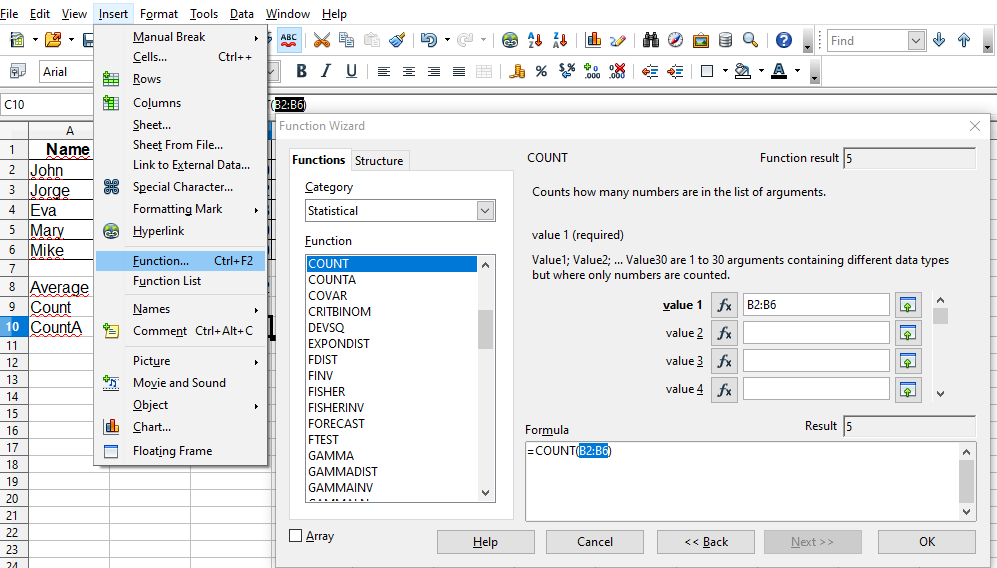 File Edit View Insert Format Tools Data Window Help
ABC
Find
Arial
B I U
%
C10
B2:B6)
Manual Break
Cells... Ctrl++
Rows
Columns
Sheet...
Sheet From File...
Link to External Data...
Special Character...
Formatting Mark
Hyperlink
Function... Ctrl+F2
Function List
Names
Comment Ctrl+Alt+C
Picture
Movie and Sound
Object
Chart...
Floating Frame
A
1 Name
2 John
3 Jorge
4 Eva
5 Mary
6 Mike
7
8 Average
9 Count
10 CountA
11
12
13
14
15
16
17
18
19
20
21
22
23
24
Function Wizard
Functions Structure
Category
Statistical
Function
COUNT
COUNTA
COVAR
CRITBINOM
DEVSQ
EXPONDIST
FDIST
FINV
FISHER
FISHERINV
FORECAST
FTEST
GAMMA
GAMMADIST
GAMMAINV
COUNT
Function result 5
Counts how many numbers are in the list of arguments.
value 1 (required)
Value1; Value2; ... Value30 are 1 to 30 arguments containing different data types
but where only numbers are counted.
value 1 fx B2:B6
value 2 fx
value 3 fx
value 4 fx
Formula
Result 5
=COUNT(B2:B6)
Array
Help Cancel << Back Next >> OK